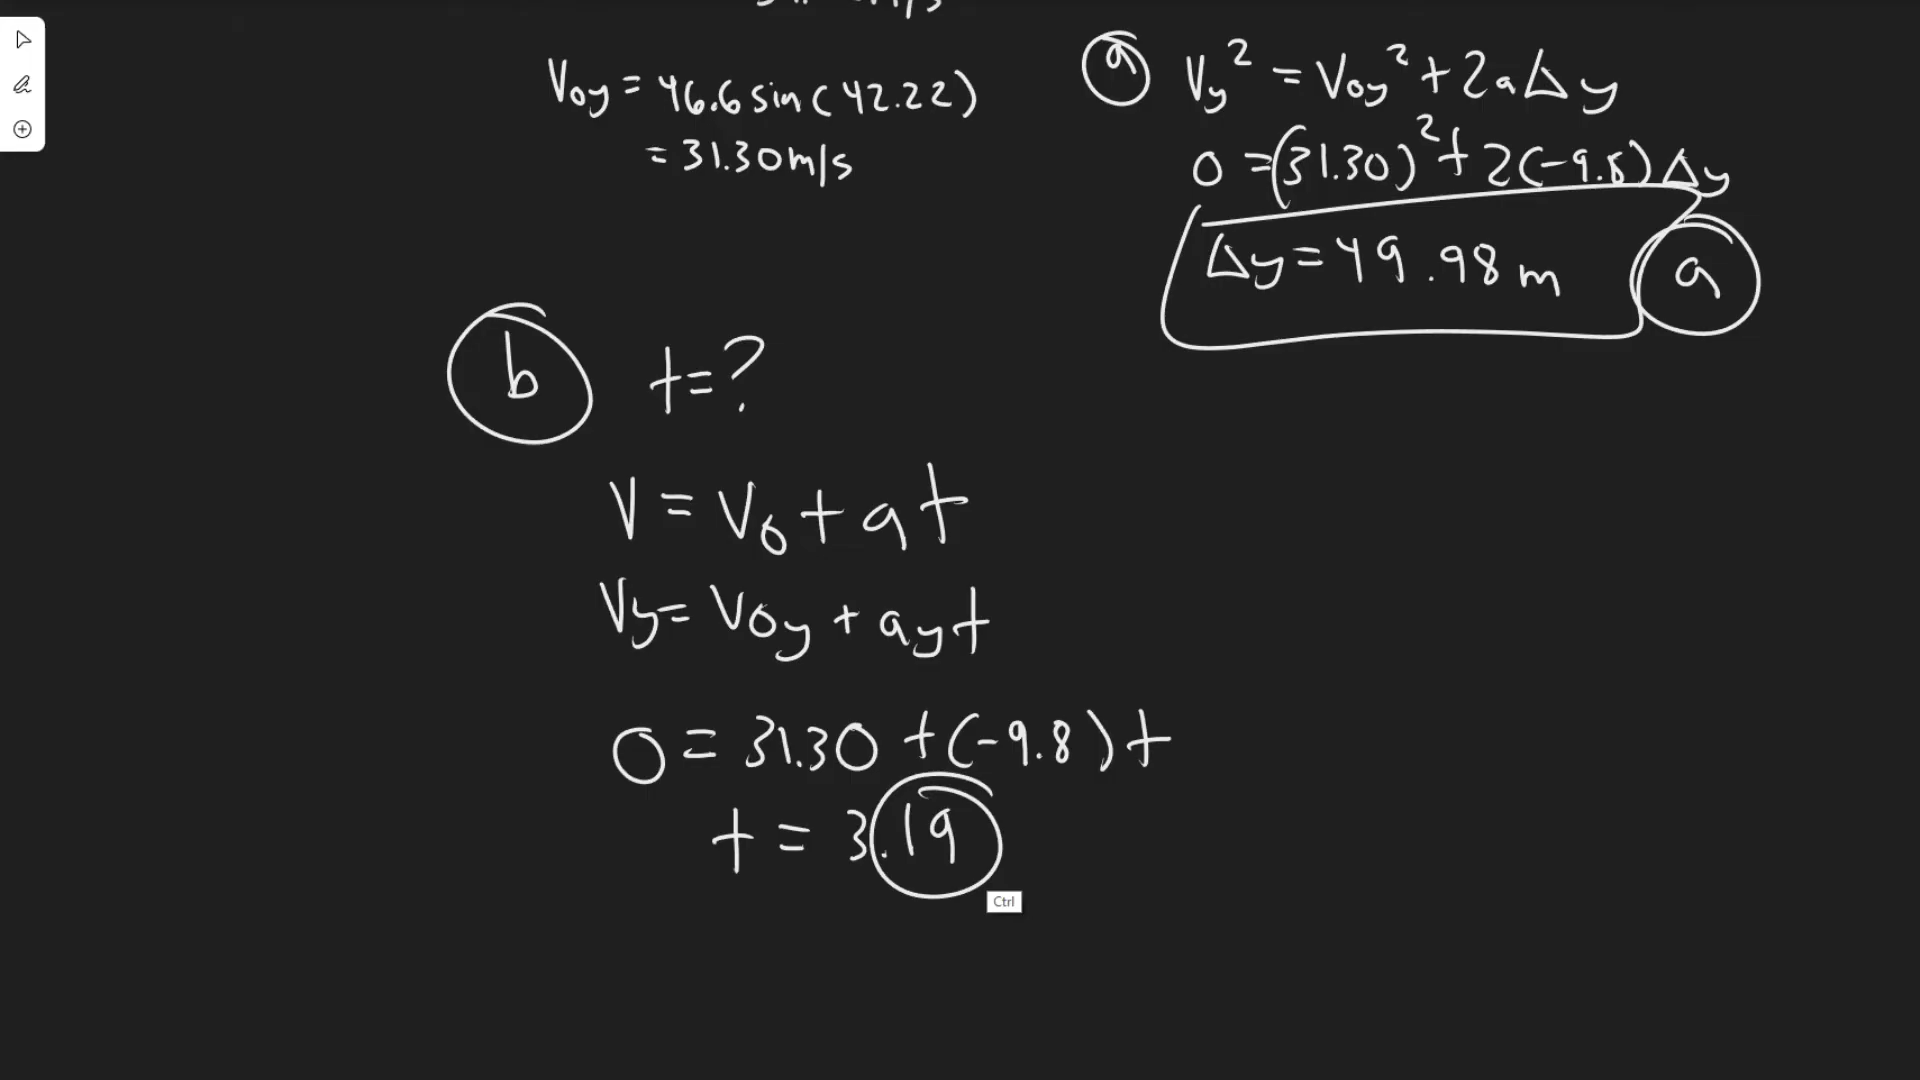 Voy = 46.6 sin(42.22)
= 31.30 m/s
a Vy² = Voy² + 2aΔy
0 = (31.30)² + 2(-9.8)Δy
Δy = 49.98 m a
b t = ?
V = Vo + at
Vy = Voy + ayt
0 = 31.30 + (-9.8)t
t = 3.19
Ctrl